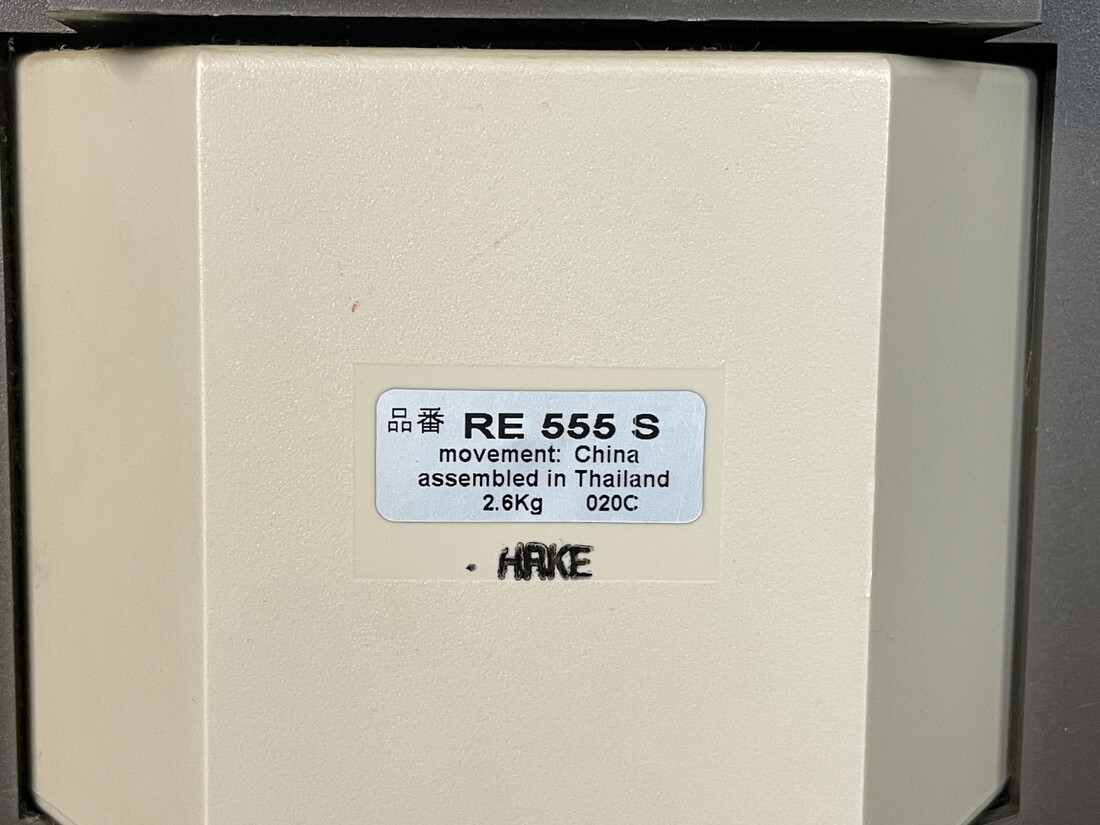 品番 RE 555 S
movement: China
assembled in Thailand
2.6Kg 020C
HAKE